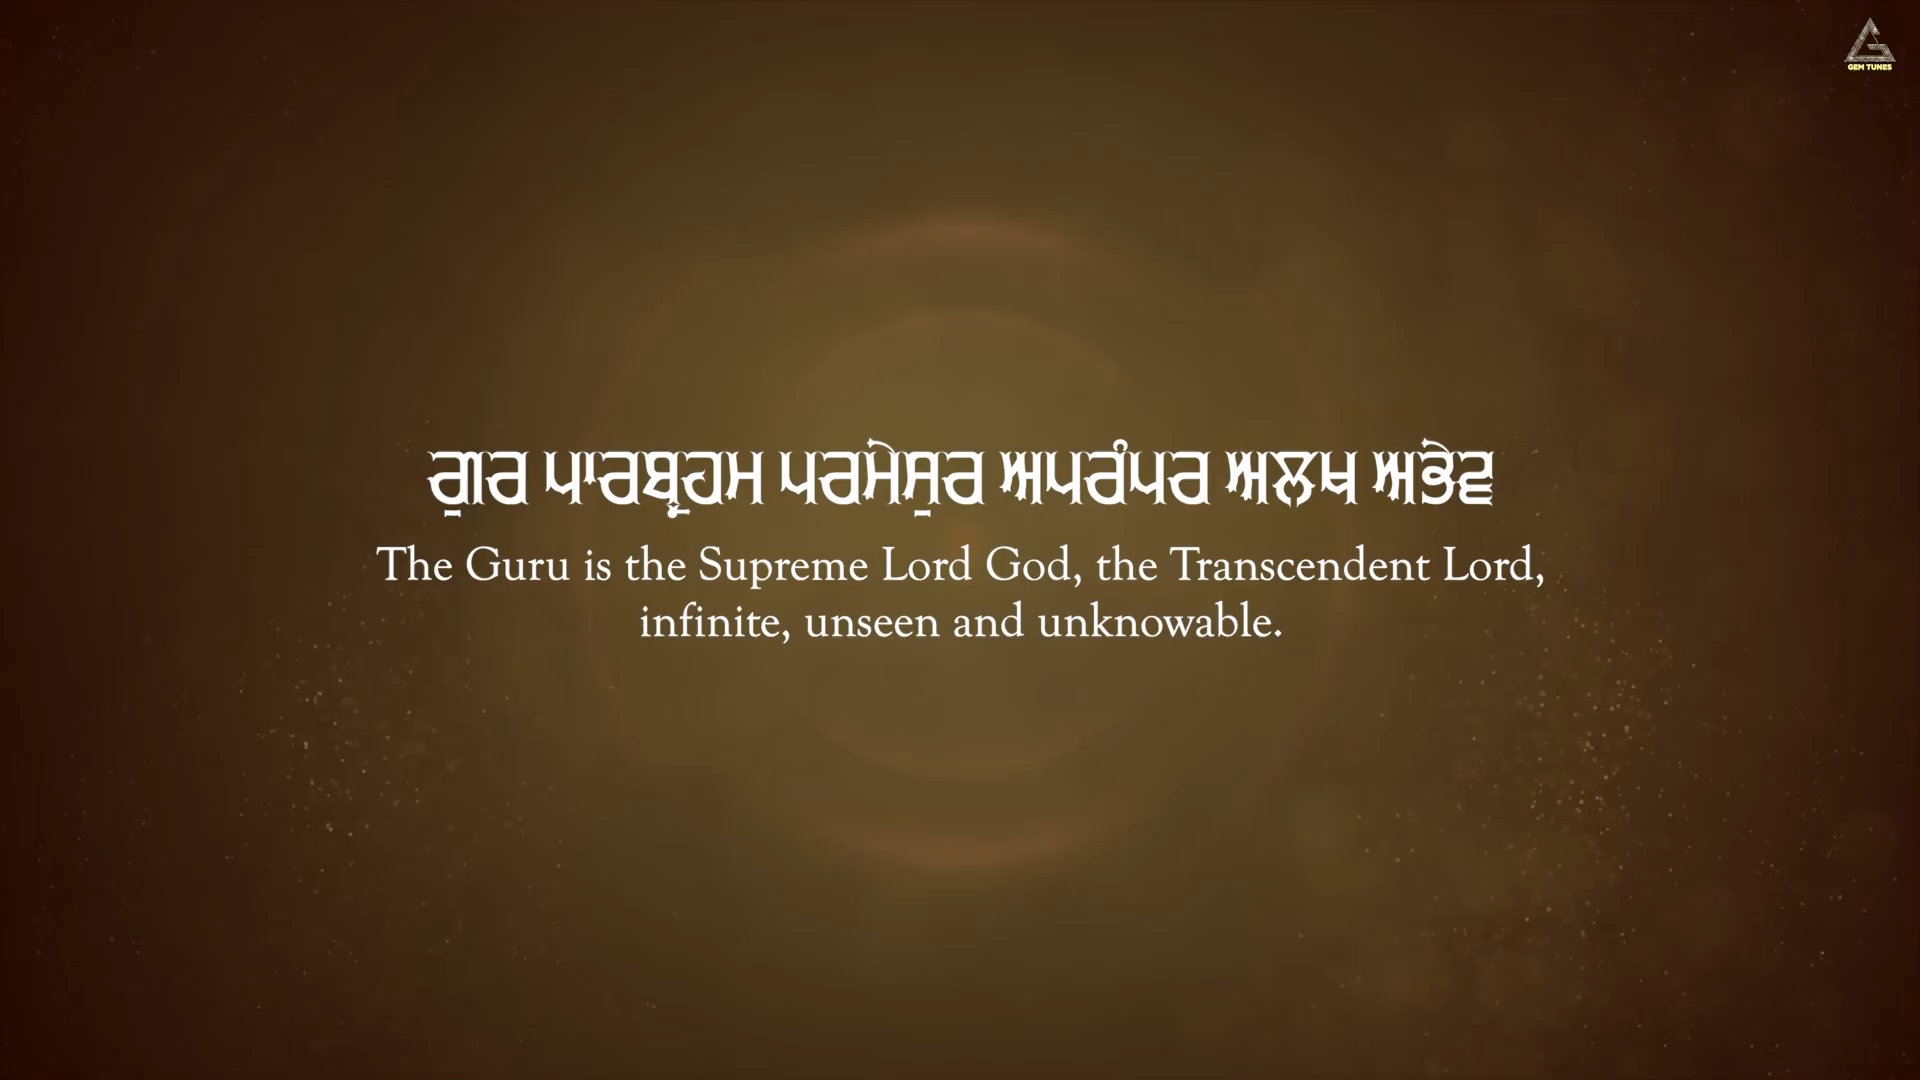 GEM TUNES
ਗੁਰ ਪਾਰਬ੍ਰਹਮ ਪਰਮੇਸੁਰ ਅਪਰੰਪਰ ਅਲਖ ਅਭੇਵ
The Guru is the Supreme Lord God, the Transcendent Lord,
infinite, unseen and unknowable.